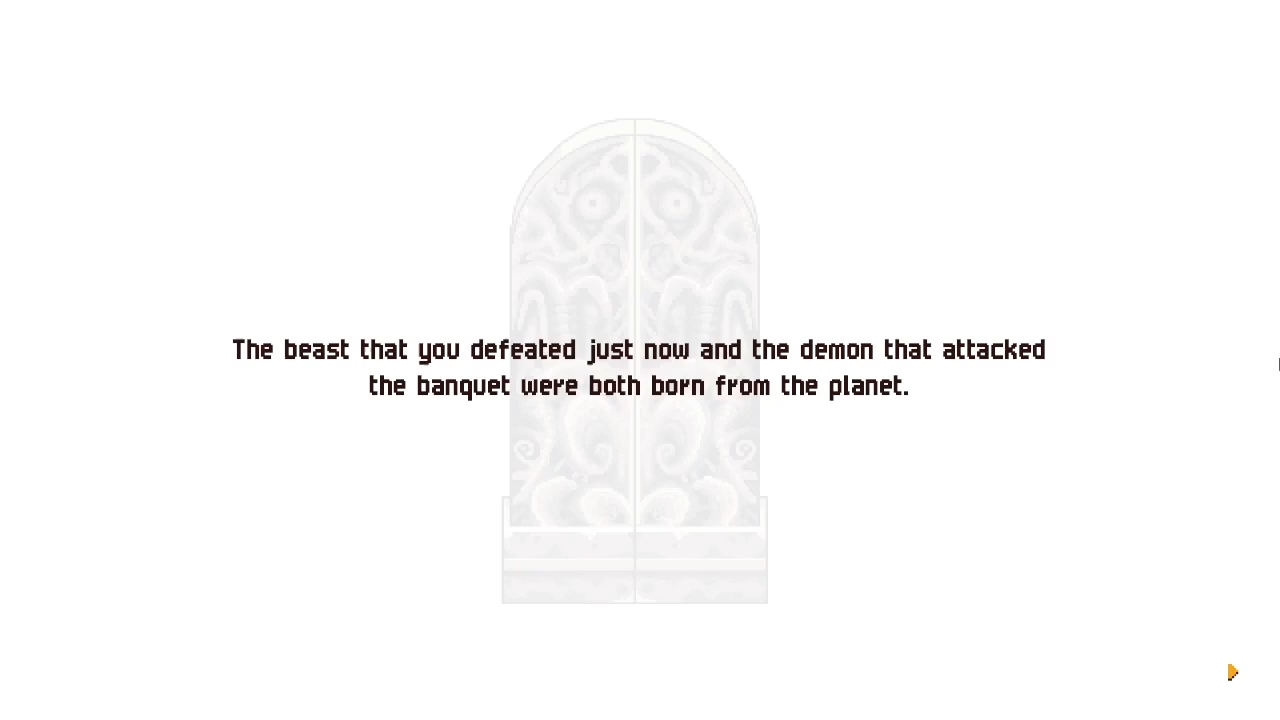 The beast that you defeated just now and the demon that attacked
the banquet were both born from the planet.